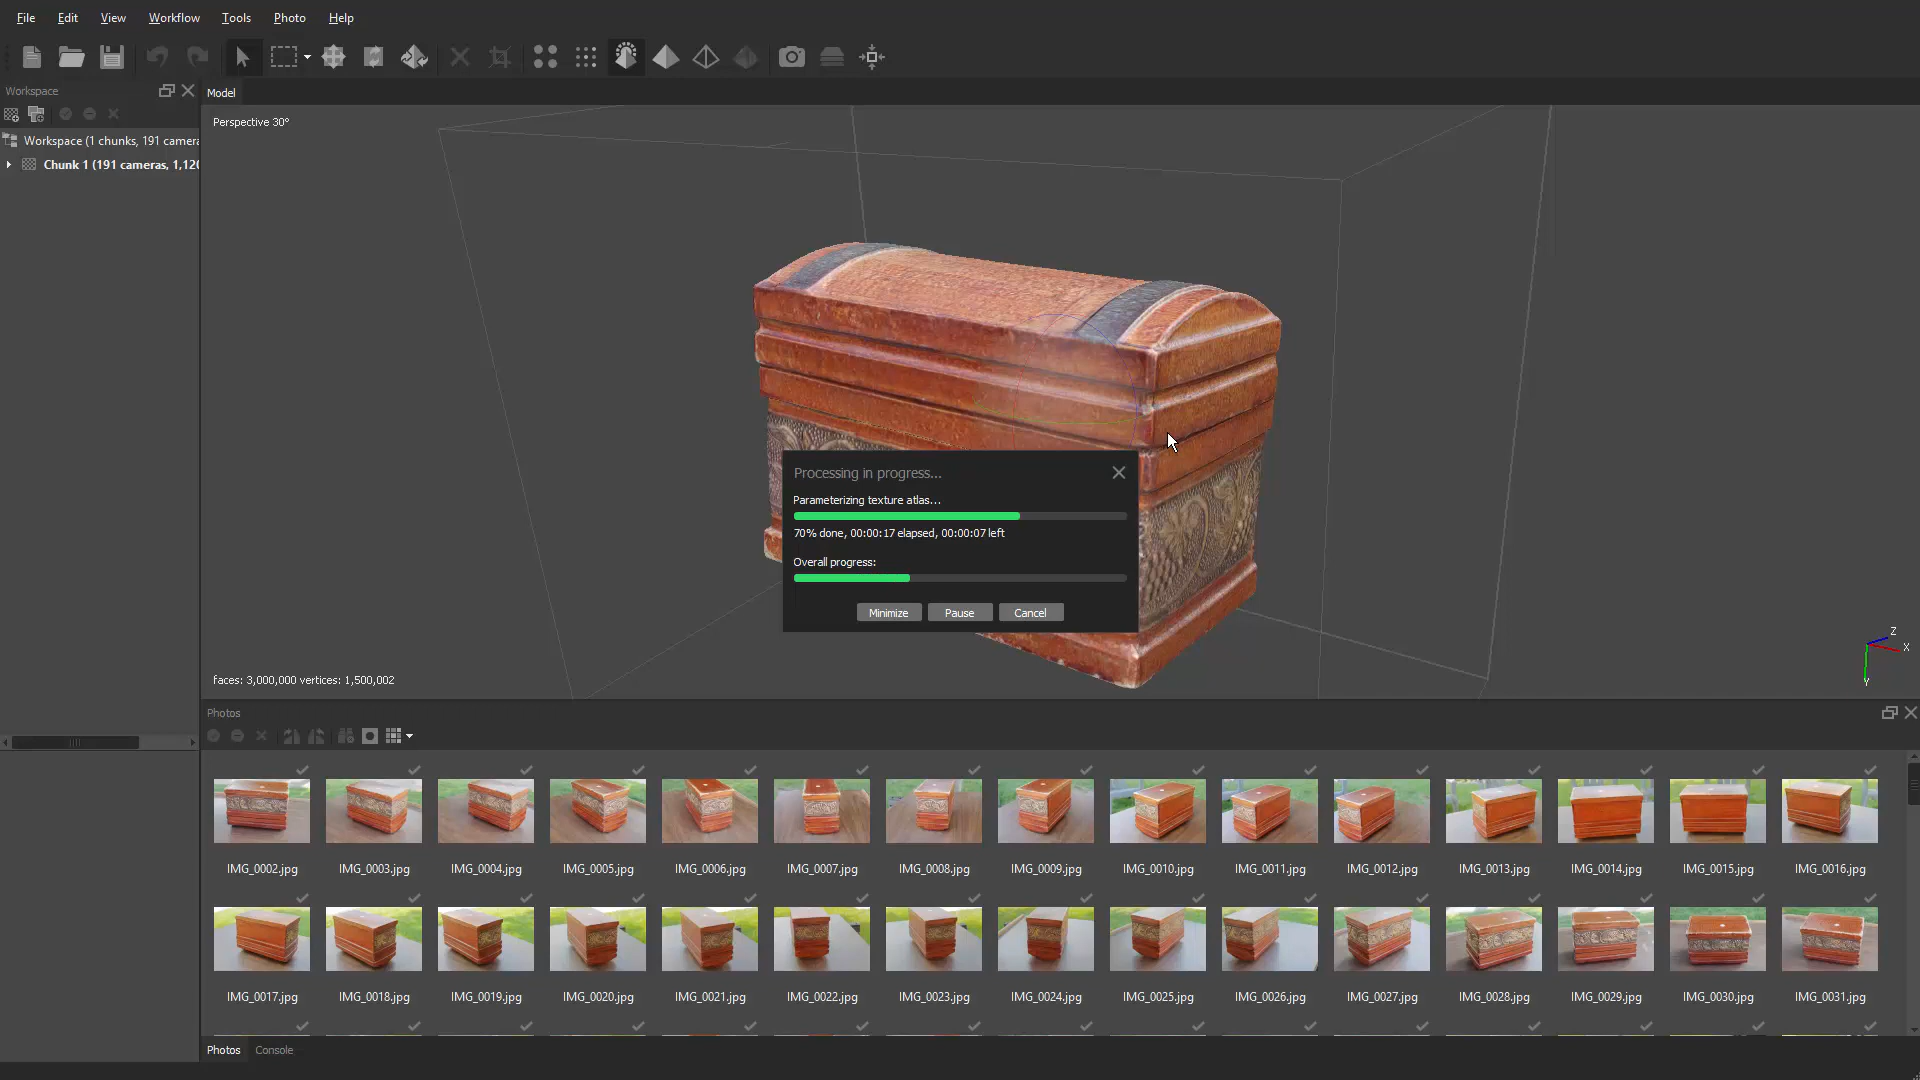 File Edit View Workflow Tools Photo Help
Workspace
Model
Perspective 30°
Workspace (1 chunks, 191 camera
Chunk 1 (191 cameras, 1,120
Processing in progress...
Parameterizing texture atlas...
70% done, 00:00:17 elapsed, 00:00:07 left
Overall progress:
Minimize Pause Cancel
Z
X
Y
faces: 3,000,000 vertices: 1,500,002
Photos
IMG_0002.jpg IMG_0003.jpg IMG_0004.jpg IMG_0005.jpg IMG_0006.jpg IMG_0007.jpg IMG_0008.jpg IMG_0009.jpg IMG_0010.jpg IMG_0011.jpg IMG_0012.jpg IMG_0013.jpg IMG_0014.jpg IMG_0015.jpg IMG_0016.jpg
IMG_0017.jpg IMG_0018.jpg IMG_0019.jpg IMG_0020.jpg IMG_0021.jpg IMG_0022.jpg IMG_0023.jpg IMG_0024.jpg IMG_0025.jpg IMG_0026.jpg IMG_0027.jpg IMG_0028.jpg IMG_0029.jpg IMG_0030.jpg IMG_0031.jpg
Photos Console